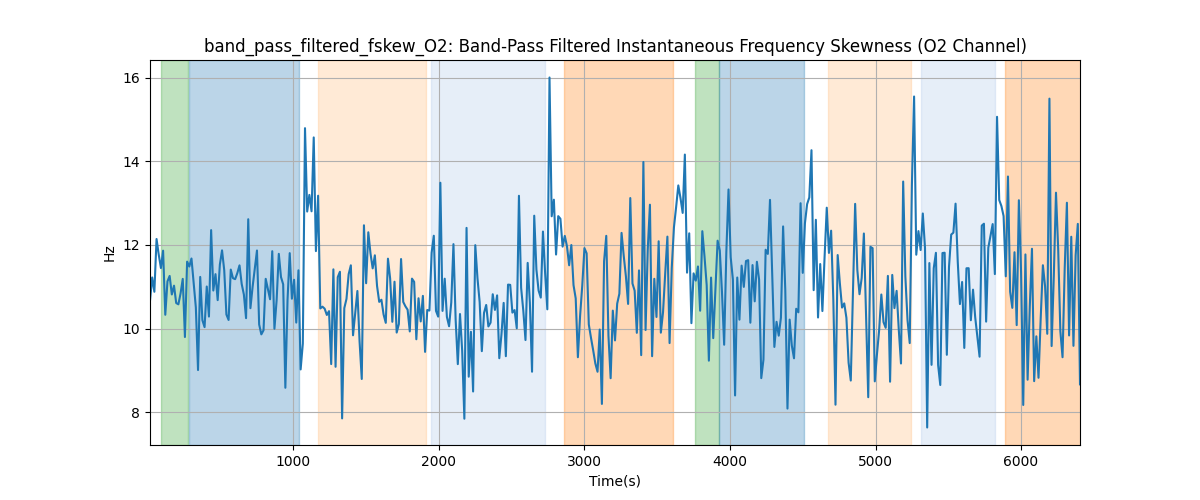 band_pass_filtered_fskew_O2: Band-Pass Filtered Instantaneous Frequency Skewness (O2 Channel)
16
14
12
10
8
Hz
1000 2000 3000 4000 5000 6000
Time(s)